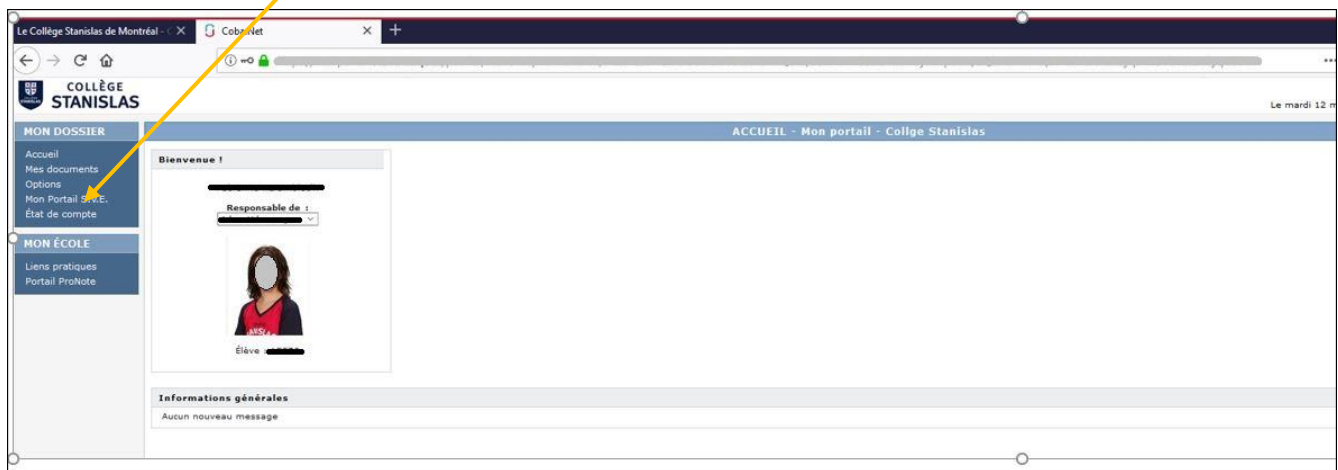 Le Collège Stanislas de Montréal -
COLLÈGE
STANISLAS
Le mardi 12
MON DOSSIER
Accueil
Mes documents
Options
Mon Portail
État de compte
MON ÉCOLE
Liens pratiques
Portail ProNote
ACCUEIL - Mon portail - Collge Stanislas
Bienvenue !
Responsable de :
Élève :
Informations générales
Aucun nouveau message